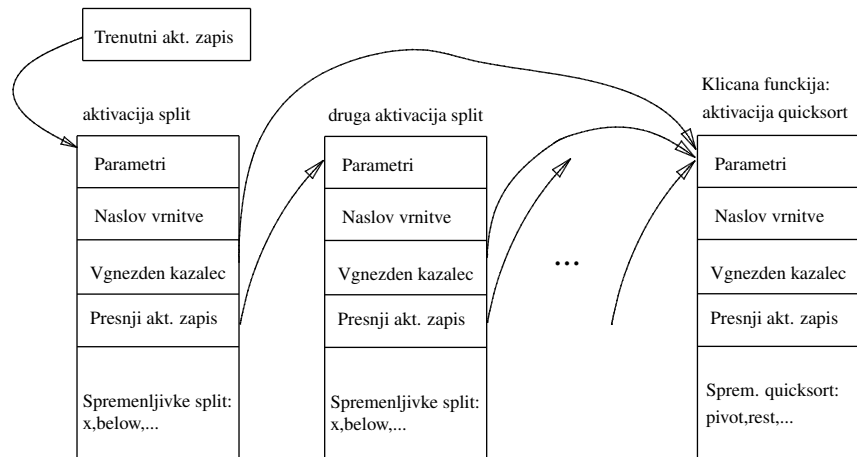 Trenutni akt. zapis
aktivacija split
Parametri
Naslov vrnitve
Vgnezden kazalec
Presnji akt. zapis
Spremenljivke split:
x,below,...
druga aktivacija split
Parametri
Naslov vrnitve
Vgnezden kazalec
Presnji akt. zapis
Spremenljivke split:
x,below,...
...
Klicana funckija:
aktivacija quicksort
Parametri
Naslov vrnitve
Vgnezden kazalec
Presnji akt. zapis
Sprem. quicksort:
pivot,rest,...